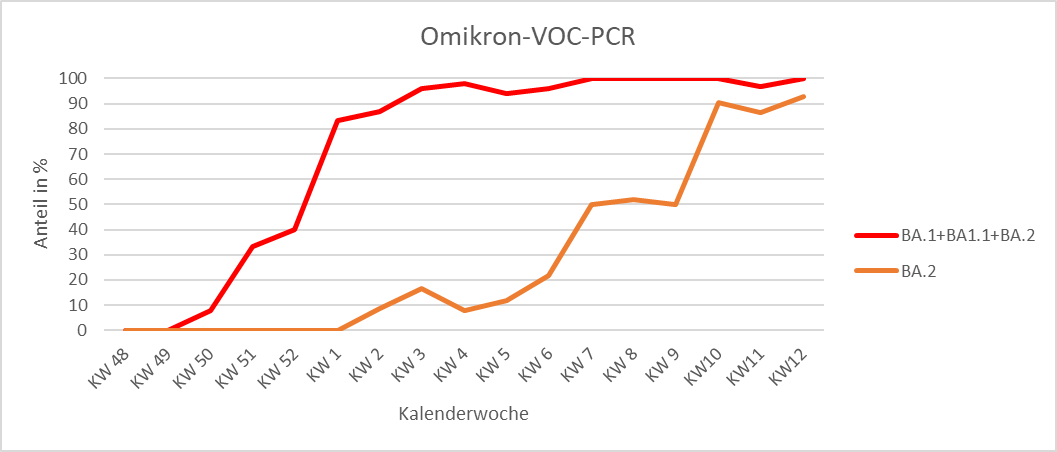 Omikron-VOC-PCR
Anteil in %
100
90
80
70
60
50
40
30
20
10
0
KW 48
KW 49
KW 50
KW 51
KW 52
KW 1
KW 2
KW 3
KW 4
KW 5
KW 6
KW 7
KW 8
KW 9
KW10
KW11
KW12
Kalenderwoche
BA.1+BA1.1+BA.2
BA.2